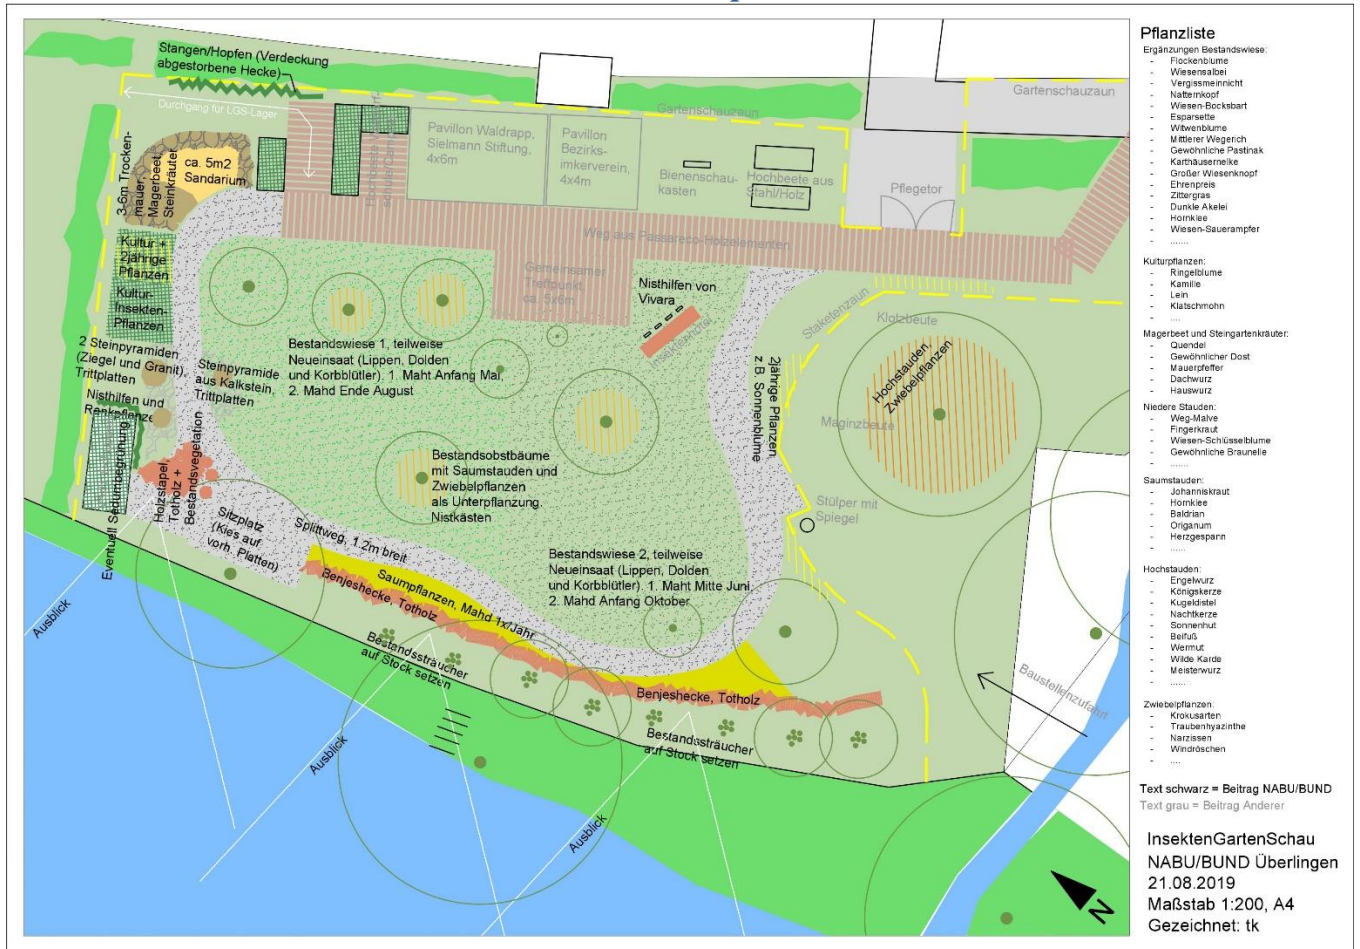 Stangen/Hopfen (Verdeckung
abgestorbene Hecke)
Durchgang für LGS-Lager
3-6m Trocken-
mauer, Magerbeet,
Steinkräuter
ca. 5m2
Sandarium
Pavillon Waldrapp,
Sielmann Stiftung,
4x6m
Pavillon
Bezirks-
imkerverein,
4x4m
Gartenschauzaun
Bienenschau-
kasten
Hochbeete aus
Stahl/Holz
Pflegetor
Gartenschauzaun
Weg aus Passareco-Holzelementen
Gemeinsamer
Treffpunkt,
ca. 5x6m
Nisthilfen von
Vivara
Kultur +
2jährige
Pflanzen
Kultur-
Insekten-
Pflanzen
2 Steinpyramiden
(Ziegel und Granit),
Trittplatten
Steinpyramide
aus Kalkstein,
Trittplatten
Nisthilfen und
Rankpflanzen
Bestandswiese 1, teilweise
Neueinsaat (Lippen, Dolden
und Korbblütler). 1. Maht Anfang Mai,
2. Mahd Ende August
Staketenzaun
Klotzbeute
Hochstauden,
Zwiebelpflanzen
2jährige Pflanzen
z.B. Sonnenblume
Maginzbeute
Stülper mit
Spiegel
Bestandsobstbäume
mit Saumstauden und
Zwiebelpflanzen
als Unterpflanzung.
Nistkästen
Eventuell Sedumbegrünung
Holzstapel,
Totholz +
Bestandsvegetation
Sitzplatz
(Kies auf
vorh. Platten)
Splittweg, 1.2m breit
Saumpflanzen, Mahd 1x/Jahr
Benjeshecke, Totholz
Bestandswiese 2, teilweise
Neueinsaat (Lippen, Dolden
und Korbblütler). 1. Maht Mitte Juni,
2. Mahd Anfang Oktober
Bestandssträucher
auf Stock setzen
Benjeshecke, Totholz
Bestandssträucher
auf Stock setzen
Ausblick
Ausblick
Ausblick
Baustellenzufahrt
Pflanzliste
Ergänzungen Bestandswiese:
- Flockenblume
- Wiesensalbei
- Vergissmeinnicht
- Natternkopf
- Wiesen-Bocksbart
- Esparsette
- Witwenblume
- Mittlerer Wegerich
- Gewöhnliche Pastinak
- Karthäusernelke
- Großer Wiesenknopf
- Ehrenpreis
- Zittergras
- Dunkle Akelei
- Hornklee
- Wiesen-Sauerampfer
- .......
Kulturpflanzen:
- Ringelblume
- Kamille
- Lein
- Klatschmohn
- ....
Magerbeet und Steingartenkräuter:
- Quendel
- Gewöhnlicher Dost
- Mauerpfeffer
- Dachwurz
- Hauswurz
Niedere Stauden:
- Weg-Malve
- Fingerkraut
- Wiesen-Schlüsselblume
- Gewöhnliche Braunelle
- .......
Saumstauden:
- Johanniskraut
- Hornklee
- Baldrian
- Origanum
- Herzgespann
- ......
Hochstauden:
- Engelwurz
- Königskerze
- Kugeldistel
- Nachtkerze
- Sonnenhut
- Beifuß
- Wermut
- Wilde Karde
- Meisterwurz
- ......
Zwiebelpflanzen:
- Krokusarten
- Traubenhyazinthe
- Narzissen
- Windröschen
- ....
Text schwarz = Beitrag NABU/BUND
Text grau = Beitrag Anderer
InsektenGartenSchau
NABU/BUND Überlingen
21.08.2019
Maßstab 1:200, A4
Gezeichnet: tk
N